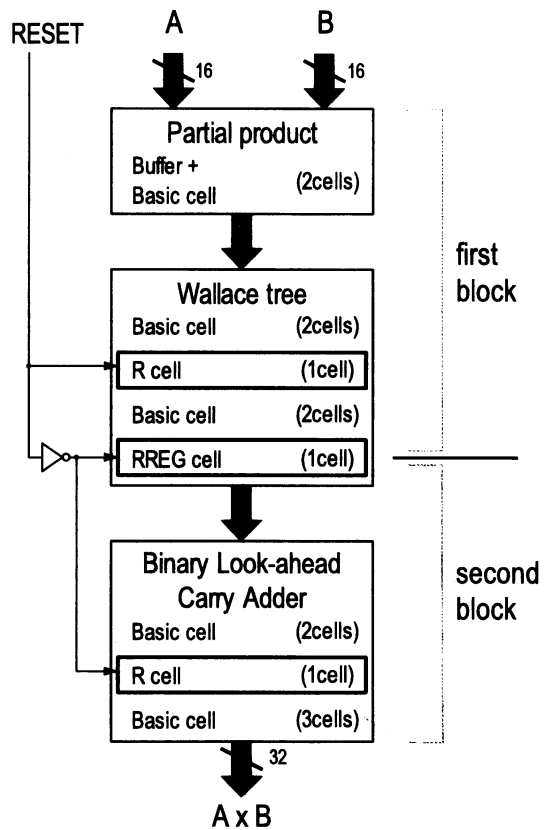 RESET
A
B
16
16
Partial product
Buffer +
Basic cell
(2cells)
first
block
Wallace tree
Basic cell (2cells)
R cell (1cell)
Basic cell (2cells)
RREG cell (1cell)
Binary Look-ahead
Carry Adder
Basic cell (2cells)
R cell (1cell)
Basic cell (3cells)
second
block
32
A x B